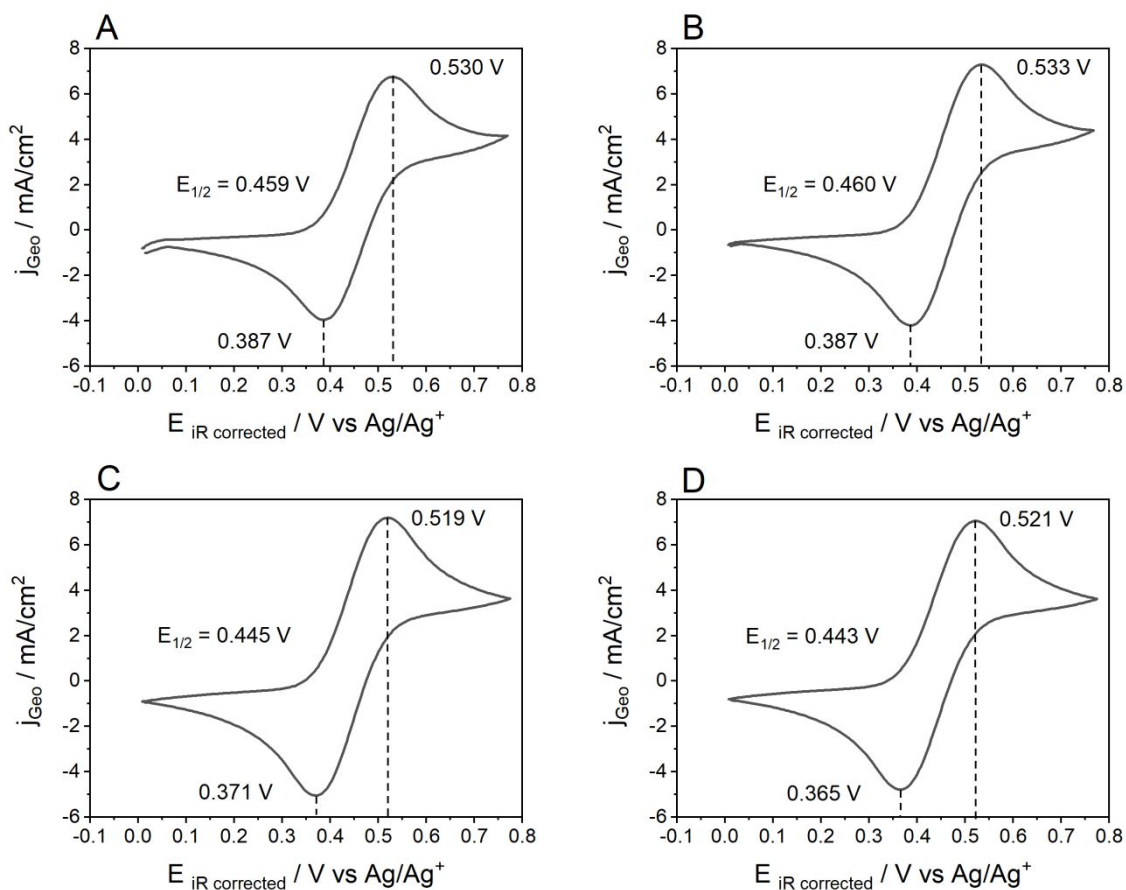 A
8
6
4
2
0
-2
-4
-6
j_Geo / mA/cm²
0.530 V
E_1/2 = 0.459 V
0.387 V
-0.1 0.0 0.1 0.2 0.3 0.4 0.5 0.6 0.7 0.8
E iR corrected / V vs Ag/Ag⁺
B
8
6
4
2
0
-2
-4
-6
j_Geo / mA/cm²
0.533 V
E_1/2 = 0.460 V
0.387 V
-0.1 0.0 0.1 0.2 0.3 0.4 0.5 0.6 0.7 0.8
E iR corrected / V vs Ag/Ag⁺
C
8
6
4
2
0
-2
-4
-6
j_Geo / mA/cm²
0.519 V
E_1/2 = 0.445 V
0.371 V
-0.1 0.0 0.1 0.2 0.3 0.4 0.5 0.6 0.7 0.8
E iR corrected / V vs Ag/Ag⁺
D
8
6
4
2
0
-2
-4
-6
j_Geo / mA/cm²
0.521 V
E_1/2 = 0.443 V
0.365 V
-0.1 0.0 0.1 0.2 0.3 0.4 0.5 0.6 0.7 0.8
E iR corrected / V vs Ag/Ag⁺